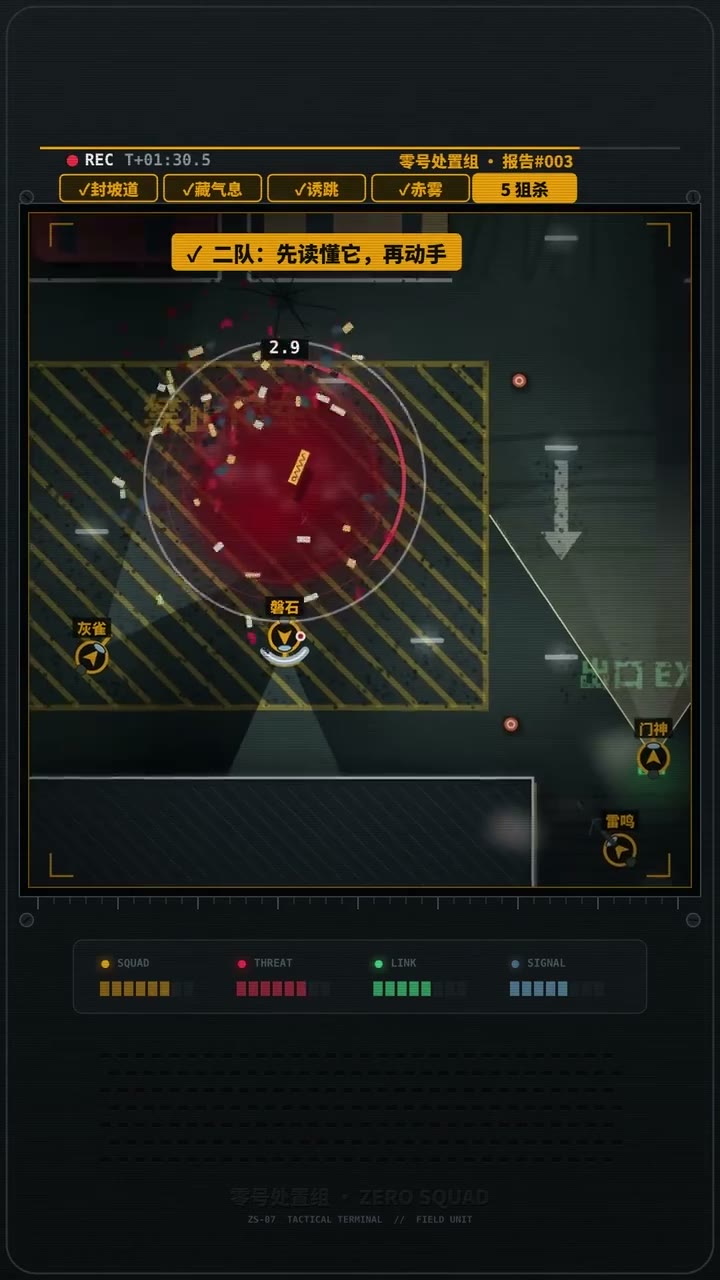 REC T+01:30.5
零号处置组 · 报告#003
✓封坡道 ✓藏气息 ✓诱跳 ✓赤雾 5 狙杀
✓ 二队: 先读懂它, 再动手
2.9
磐石
灰雀
出口 EX
门神
雷鸣
SQUAD THREAT LINK SIGNAL
零号处置组 · ZERO SQUAD
ZS-07 TACTICAL TERMINAL // FIELD UNIT